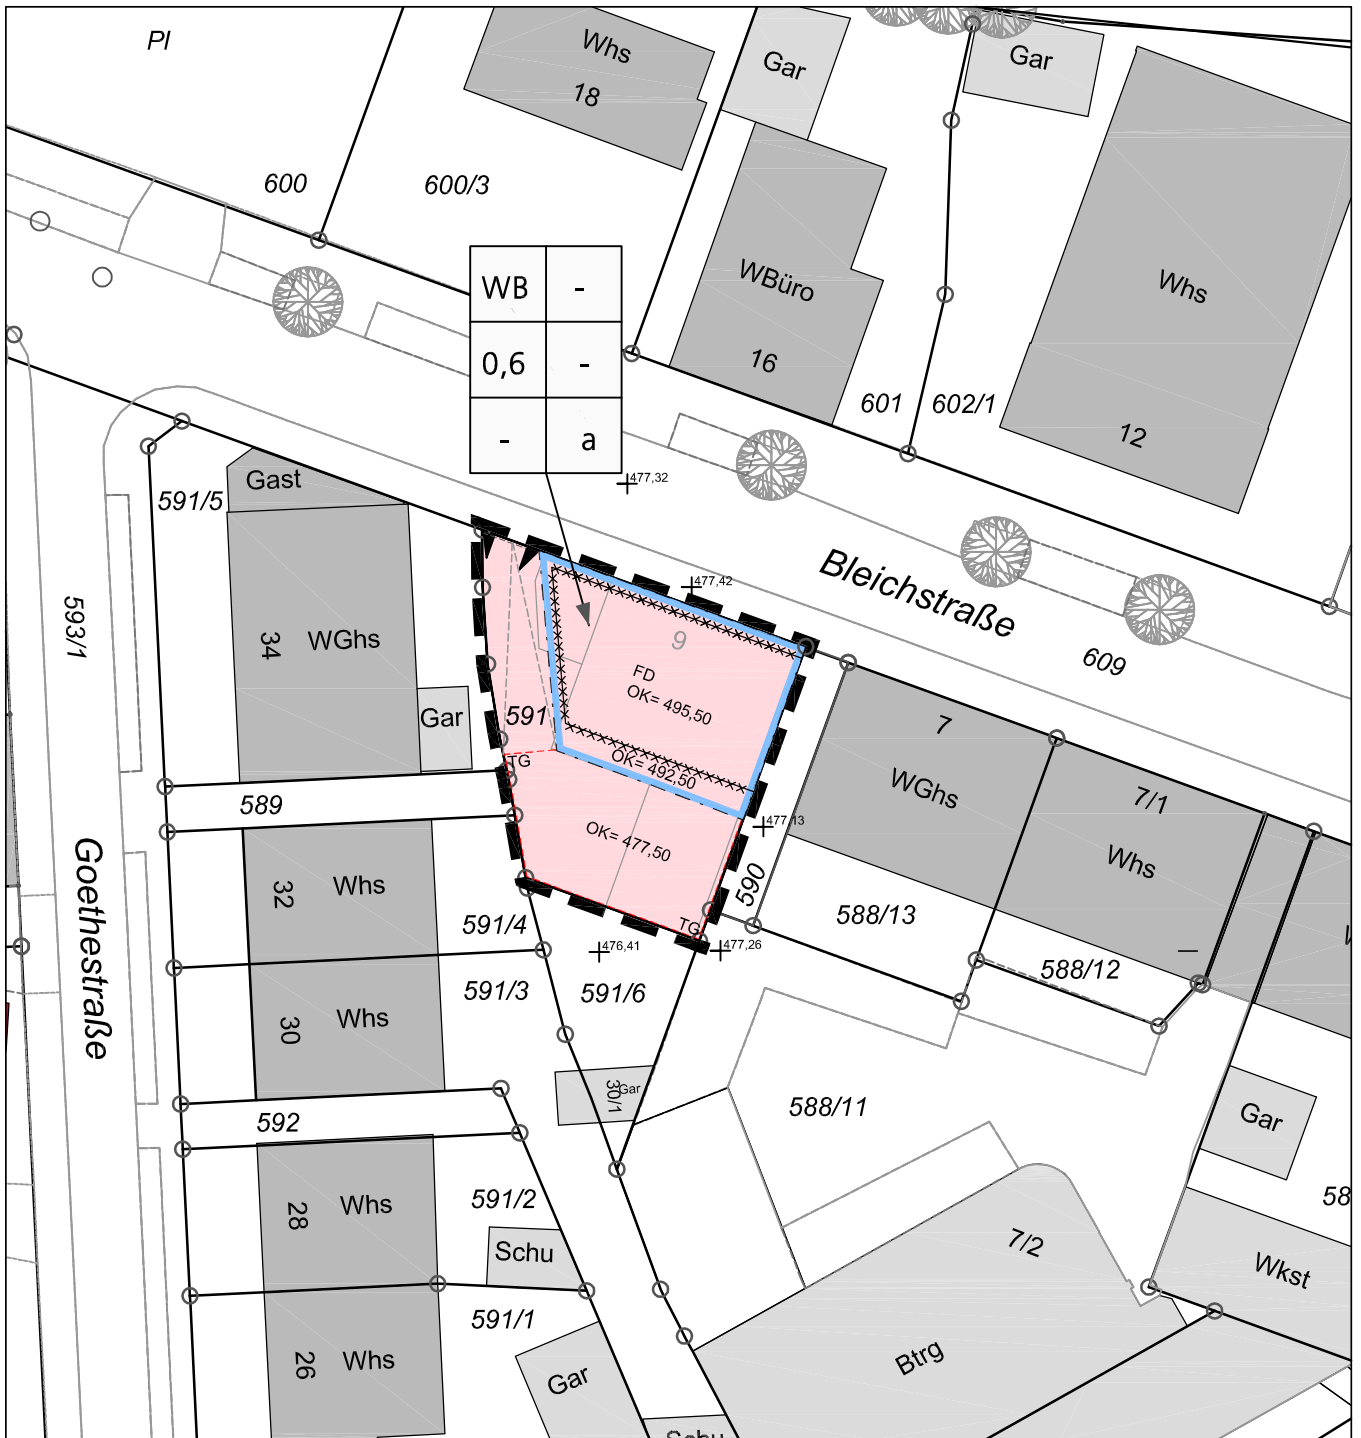 Pl
Whs
18
Gar
Gar
600
600/3
WB
-
0,6
-
-
a
WBüro
16
Whs
12
601
602/1
477,32
Gast
591/5
477,42
Bleichstraße
609
593/1
34
WGhs
9
FD
OK= 495,50
591
Gar
TG
OK= 492,50
7
WGhs
7/1
Whs
589
477,13
OK= 477,50
Goethestraße
32
Whs
590
588/13
591/4
TG
476,41
477,26
588/12
591/3
591/6
30
Whs
30/1
Gar
588/11
592
Gar
28
Whs
591/2
58
Schu
7/2
Wkst
591/1
26
Whs
Gar
Btrg
Schu